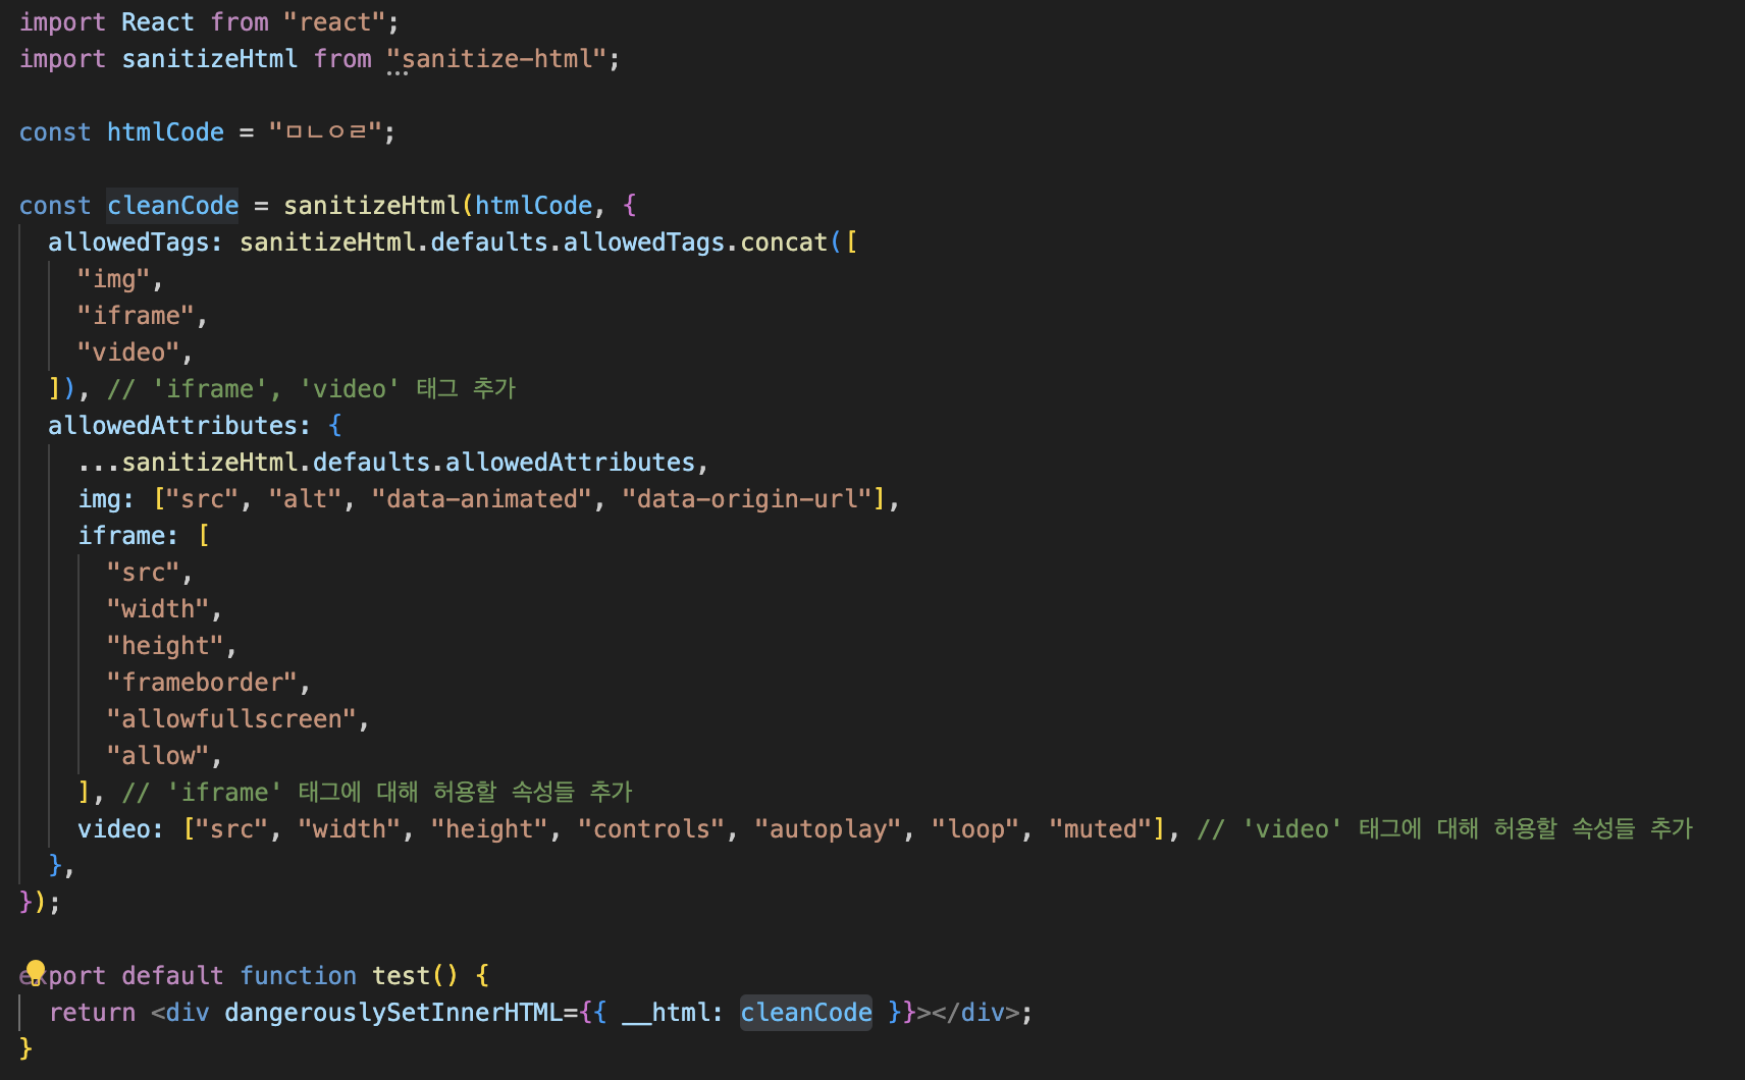 import React from "react";
import sanitizeHtml from "sanitize-html";
const htmlCode = "ㅁㄴㅇㄹ";
const cleanCode = sanitizeHtml(htmlCode, {
allowedTags: sanitizeHtml.defaults.allowedTags.concat([
"img",
"iframe",
"video",
]), // 'iframe', 'video' 태그 추가
allowedAttributes: {
...sanitizeHtml.defaults.allowedAttributes,
img: ["src", "alt", "data-animated", "data-origin-url"],
iframe: [
"src",
"width",
"height",
"frameborder",
"allowfullscreen",
"allow",
], // 'iframe' 태그에 대해 허용할 속성들 추가
video: ["src", "width", "height", "controls", "autoplay", "loop", "muted"], // 'video' 태그에 대해 허용할 속성들 추가
},
});
export default function test() {
return <div dangerouslySetInnerHTML={{ __html: cleanCode }}></div>;
}